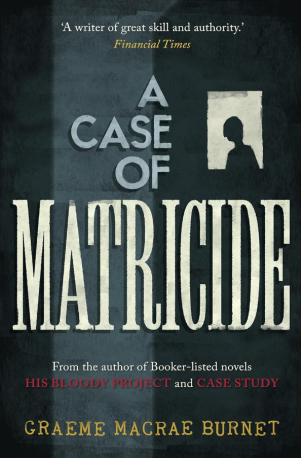 ‘A writer of great skill and authority.’
Financial Times
A
CASE
OF
MATRICIDE
From the author of Booker-listed novels
HIS BLOODY PROJECT and CASE STUDY
GRAEME MACRAE BURNET